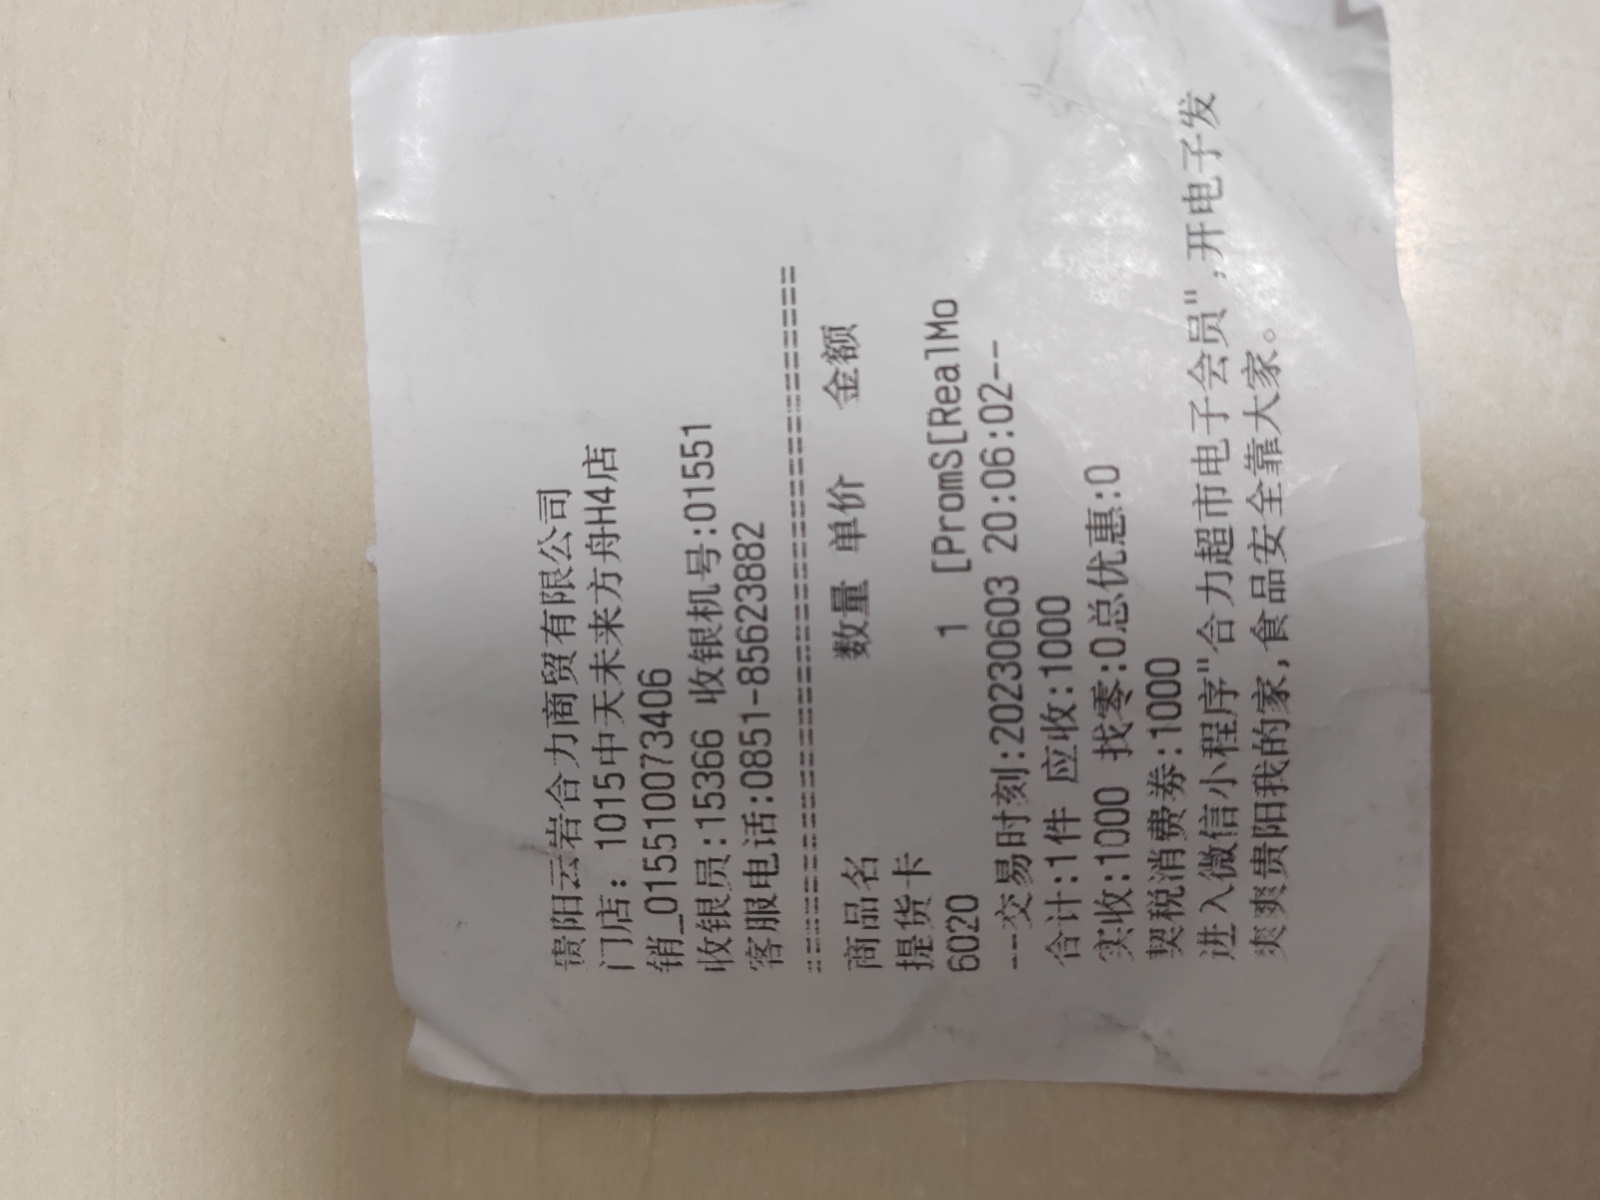 贵阳云岩合力商贸有限公司
门店: 1015中天未来方舟H4店
销_015510073406
收银员:15366 收银机号:01551
客服电话:0851-85623882
==========================================
商品名 数量 单价 金额
提货卡
6020 1 [PromS[RealMo
---交易时刻:20230603 20:06:02--
合计:1件 应收:1000
实收:1000 找零:0总优惠:0
契税消费券:1000
进入微信小程序"合力超市电子会员",开电子发
爽爽贵阳我的家,食品安全靠大家。